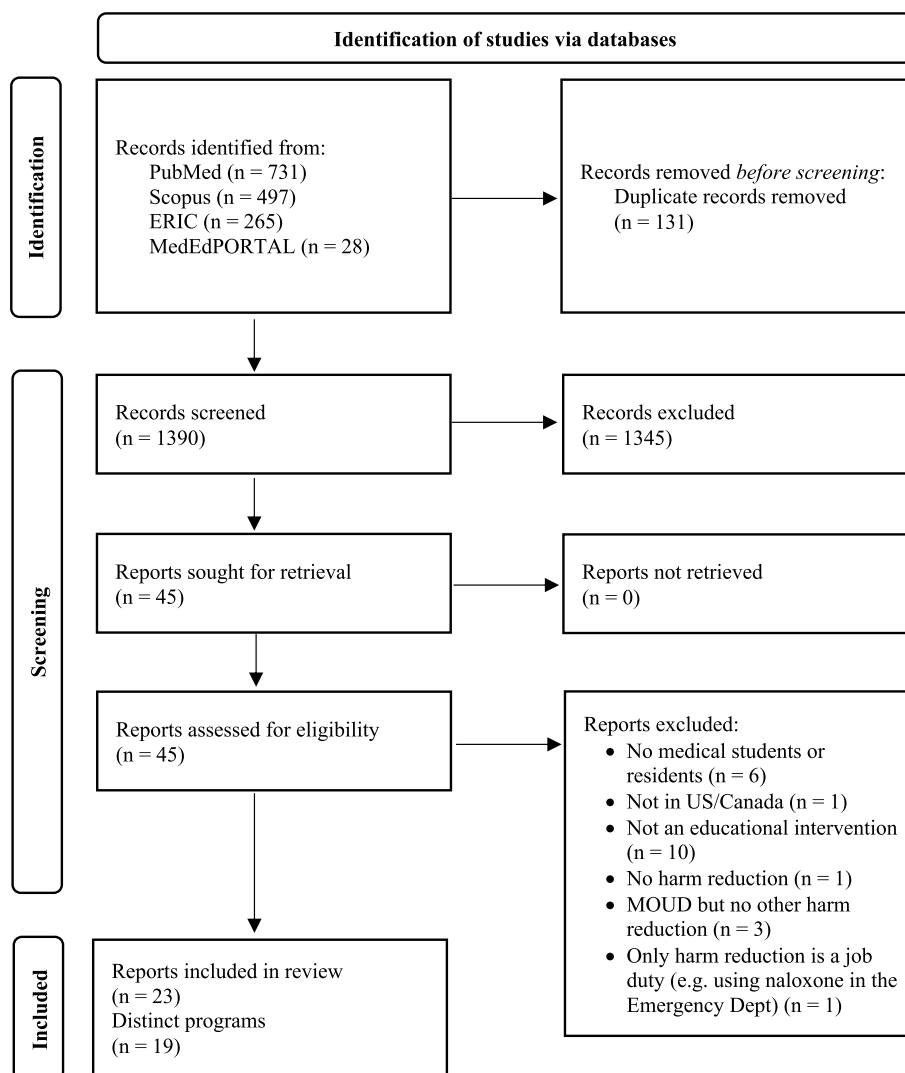 Identification of studies via databases
Identification
Records identified from:
PubMed (n = 731)
Scopus (n = 497)
ERIC (n = 265)
MedEdPORTAL (n = 28)
Records removed before screening:
Duplicate records removed
(n = 131)
Screening
Records screened
(n = 1390)
Records excluded
(n = 1345)
Reports sought for retrieval
(n = 45)
Reports not retrieved
(n = 0)
Reports assessed for eligibility
(n = 45)
Reports excluded:
• No medical students or
residents (n = 6)
• Not in US/Canada (n = 1)
• Not an educational intervention
(n = 10)
• No harm reduction (n = 1)
• MOUD but no other harm
reduction (n = 3)
• Only harm reduction is a job
duty (e.g. using naloxone in the
Emergency Dept) (n = 1)
Included
Reports included in review
(n = 23)
Distinct programs
(n = 19)